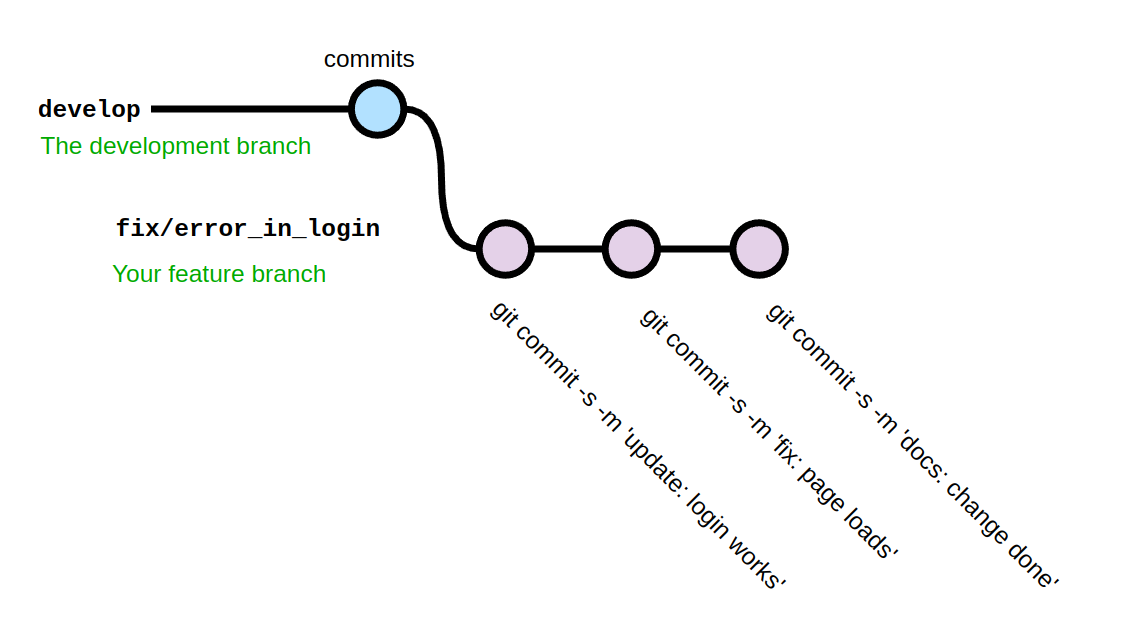 commits
develop
The development branch
fix/error_in_login
Your feature branch
git commit -s -m 'update: login works'
git commit -s -m 'fix: page loads'
git commit -s -m 'docs: change done'